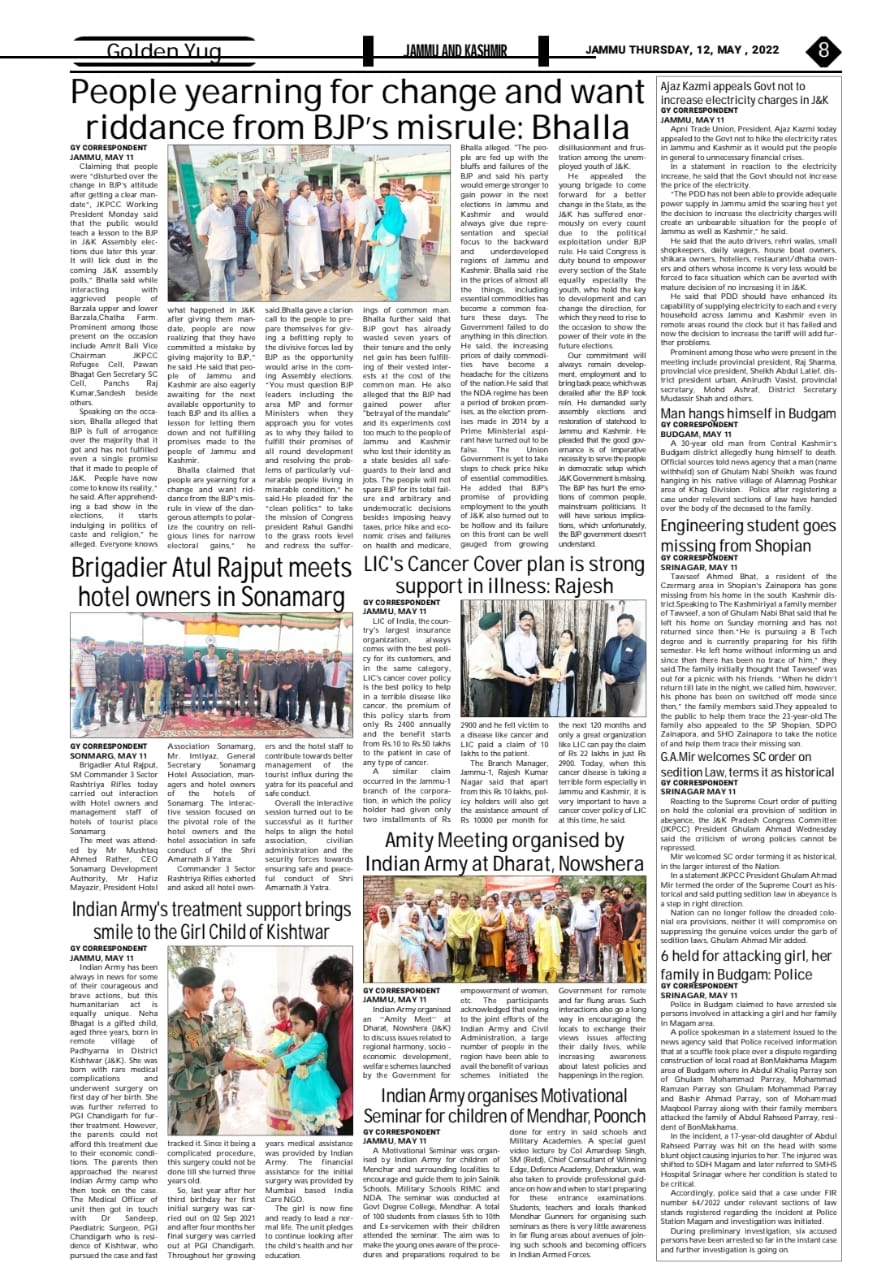 Golden Yug
JAMMU AND KASHMIR
JAMMU THURSDAY, 12, MAY , 2022
8
People yearning for change and want
riddance from BJP's misrule: Bhalla
GY CORRESPONDENT
JAMMU, MAY 11
Claiming that people
were "disturbed over the
change in BJP's attitude
after getting a clear man-
date", JKPCC Working
President Monday said
that the public would
teach a lesson to the BJP
in J&K Assembly elec-
tions due later this year.
It will lick dust in the
coming J&K assembly
polls," Bhalla said while
interacting with
aggrieved people of
Barzala upper and lower
Barzala,Chatha Farm.
Prominent among those
present on the occasion
include Amrit Bali Vice
Chairman JKPCC
Refugee Cell, Pawan
Bhagat Gen Secretary SC
Cell, Panchs Raj
Kumar,Sandesh beside
others.
Speaking on the occa-
sion, Bhalla alleged that
BJP is full of arrogance
over the majority that it
got and has not fulfilled
even a single promise
that it made to people of
J&K. People have now
come to know its reality,"
he said. After apprehend-
ing a bad show in the
elections, it starts
indulging in politics of
caste and religion," he
alleged. Everyone knows
what happened in J&K
after giving them man-
date, people are now
realizing that they have
committed a mistake by
giving majority to BJP,"
he said .He said that peo-
ple of Jammu and
Kashmir are also eagerly
awaiting for the next
available opportunity to
teach BJP and its allies a
lesson for letting them
down and not fulfilling
promises made to the
people of Jammu and
Kashmir.
Bhalla claimed that
people are yearning for a
change and want rid-
dance from the BJP's mis-
rule in view of the dan-
gerous attempts to polar-
ize the country on reli-
gious lines for narrow
electoral gains," he
said.Bhalla gave a clarion
call to the people to pre-
pare themselves for giv-
ing a befitting reply to
the divisive forces led by
BJP as the opportunity
would arise in the com-
ing Assembly elections.
"You must question BJP
leaders including the
area MP and former
Ministers when they
approach you for votes
as to why they failed to
fulfill their promises of
all round development
and resolving the prob-
lems of particularly vul-
nerable people living in
miserable condition," he
said.He pleaded for the
"clean politics" to take
the mission of Congress
president Rahul Gandhi
to the grass roots level
and redress the suffer-
ings of common man.
Bhalla further said that
BJP govt has already
wasted seven years of
their tenure and the only
net gain has been fulfill-
ing of their vested inter-
ests at the cost of the
common man. He also
alleged that the BJP had
gained power after
"betrayal of the mandate"
and its experiments cost
too much to the people of
Jammu and Kashmir
who lost their identity as
a state besides all safe-
guards to their land and
jobs. The people will not
spare BJP for its total fail-
ure and arbitrary and
undemocratic decisions
besides imposing heavy
taxes, price hike and eco-
nomic crises and failures
on health and medicare,
Bhalla alleged. "The peo-
ple are fed up with the
bluffs and failures of the
BJP and said his party
would emerge stronger to
gain power in the next
elections in Jammu and
Kashmir and would
always give due repre-
sentation and special
focus to the backward
and underdeveloped
regions of Jammu and
Kashmir. Bhalla said rise
in the prices of almost all
the things, including
essential commodities has
become a common fea-
ture these days. The
Government failed to do
anything in this direction.
He said, the increasing
prices of daily commodi-
ties have become a
headache for the citizens
of the nation.He said that
the NDA regime has been
a period of broken prom-
ises, as the election prom-
ises made in 2014 by a
Prime Ministerial aspi-
rant have turned out to be
false. The Union
Government is yet to take
steps to check price hike
of essential commodities.
He added that BJP's
promise of providing
employment to the youth
of J&K also turned out to
be hollow and its failure
on this front can be well
gauged from growing
disillusionment and frus-
tration among the unem-
ployed youth of J&K.
He appealed the
young brigade to come
forward for a better
change in the State, as the
J&K has suffered enor-
mously on every count
due to the political
exploitation under BJP
rule. He said Congress is
duty bound to empower
every section of the State
equally especially the
youth, who hold the key
to development and can
change the direction, for
which they need to rise to
the occasion to show the
power of their vote in the
future elections.
Our commitment will
always remain develop-
ment, employment and to
bring back peace, which was
derailed after the BJP took
rein. He demanded early
assembly elections and
restoration of statehood to
Jammu and Kashmir. He
pleaded that the good gov-
ernance is of imperative
necessity to serve the people
in democratic setup which
J&K Government is missing.
The BJP has hurt the emo-
tions of common people,
mainstream politicians. It
will have serious implica-
tions, which unfortunately,
the BJP government doesn't
understand.
Brigadier Atul Rajput meets
hotel owners in Sonamarg
GY CORRESPONDENT
SONMARG, MAY 11
Brigadier Atul Rajput,
SM Commander 3 Sector
Rashtriya Rifles today
carried out interaction
with Hotel owners and
management staff of
hotels of tourist place
Sonamarg.
The meet was attend-
ed by Mr Mushtaq
Ahmed Rather, CEO
Sonamarg Development
Authority, Mr Hafiz
Mayazir, President Hotel
Association Sonamarg,
Mr. Imtiyaz, General
Secretary Sonamarg
Hotel Association, man-
agers and hotel owners
of the hotels of
Sonamarg. The interac-
tive session focused on
the pivotal role of the
hotel owners and the
hotel association in safe
conduct of the Shri
Amarnath Ji Yatra.
Commander 3 Sector
Rashtriya Rifles exhorted
and asked all hotel own-
ers and the hotel staff to
contribute towards better
management of the
tourist influx during the
yatra for its peaceful and
safe conduct.
Overall the interactive
session turned out to be
successful as it further
helps to align the hotel
association, civilian
administration and the
security forces towards
ensuring safe and peace-
ful conduct of Shri
Amarnath Ji Yatra.
LIC's Cancer Cover plan is strong
support in illness: Rajesh
GY CORRESPONDENT
JAMMU, MAY 11
LIC of India, the coun-
try's largest insurance
organization, always
comes with the best poli-
cy for its customers, and
in the same category,
LIC's cancer cover policy
is the best policy to help
in a terrible disease like
cancer, the premium of
this policy starts from
only Rs 2400 annually
and the benefit starts
from Rs.10 to Rs.50 lakhs
to the patient in case of
any type of cancer.
A similar claim
occurred in the Jammu-1
branch of the corpora-
tion, in which the policy
holder had given only
two installments of Rs
2900 and he fell victim to
a disease like cancer and
LIC paid a claim of 10
lakhs to the patient.
The Branch Manager,
Jammu-1, Rajesh Kumar
Nagar said that apart
from this Rs 10 lakhs, pol-
icy holders will also get
the assistance amount of
Rs 10000 per month for
the next 120 months and
only a great organization
like LIC can pay the claim
of Rs 22 lakhs in just Rs
2900. Today, when this
cancer disease is taking a
terrible form especially in
Jammu and Kashmir, it is
very important to have a
cancer cover policy of LIC
at this time, he said.
Amity Meeting organised by
Indian Army at Dharat, Nowshera
GY CORRESPONDENT
JAMMU, MAY 11
Indian Army organised
an "Amity Meet" at
Dharat, Nowshera (J&K)
to discuss issues related to
regional harmony, socio -
economic development,
welfare schemes launched
by the Government for
empowerment of women,
etc. The participants
acknowledged that owing
to the joint efforts of the
Indian Army and Civil
Administration, a large
number of people in the
region have been able to
avail the benefit of various
schemes initiated the
Government for remote
and far flung areas. Such
interactions also go a long
way in encouraging the
locals to exchange their
views issues affecting
their daily lives, while
increasing awareness
about latest policies and
happenings in the region.
Indian Army's treatment support brings
smile to the Girl Child of Kishtwar
GY CORRESPONDENT
JAMMU, MAY 11
Indian Army has been
always in news for some
of their courageous and
brave actions, but this
humanitarian act is
equally unique. Neha
Bhagat is a gifted child,
aged three years, born in
remote village of
Padhyarna in District
Kishtwar (J&K). She was
born with rare medical
complications and
underwent surgery on
first day of her birth. She
was further referred to
PGI Chandigarh for fur-
ther treatment. However,
the parents could not
afford this treatment due
to their economic condi-
tions. The parents then
approached the nearest
Indian Army camp who
then took on the case.
The Medical Officer of
unit then got in touch
with Dr Sandeep,
Paediatric Surgeon, PGI
Chandigarh who is resi-
dence of Kishtwar, who
pursued the case and fast
tracked it. Since it being a
complicated procedure,
this surgery could not be
done till she turned three
years old.
So, last year after her
third birthday her first
initial surgery was car-
ried out on 02 Sep 2021
and after four months her
final surgery was carried
out at PGI Chandigarh.
Throughout her growing
years medical assistance
was provided by Indian
Army. The financial
assistance for the initial
surgery was provided by
Mumbai based India
Care NGO.
The girl is now fine
and ready to lead a nor-
mal life. The unit pledges
to continue looking after
the child's health and her
education.
Indian Army organises Motivational
Seminar for children of Mendhar, Poonch
GY CORRESPONDENT
JAMMU, MAY 11
A Motivational Seminar was organ-
ised by Indian Army for children of
Menchar and surrounding localities to
encourage and guide them to join Sainik
Schools, Military Schools RIMC and
NDA. The seminar was conducted at
Govt Degree College, Mendhar. A total
of 100 students from classes 5th to 10th
and Ex-servicemen with their children
attended the seminar. The aim was to
make the young ones aware of the proce-
dures and preparations required to be
done for entry in said schools and
Military Academies. A special guest
video lecture by Col Amardeep Singh,
SM (Retd), Chief Consultant of Winning
Edge, Defence Academy, Dehradun, was
also taken to provide professional guid-
ance on how and when to start preparing
for these entrance examinations.
Students, teachers and locals thanked
Mendhar Gunners for organising such
seminars as there is very little awareness
in far flung areas about avenues of join-
ing such schools and becoming officers
in Indian Armed Forces.
Ajaz Kazmi appeals Govt not to
increase electricity charges in J&K
GY CORRESPONDENT
JAMMU, MAY 11
Apni Trade Union, President, Ajaz Kazmi today
appealed to the Govt not to hike the electricity rates
in Jammu and Kashmir as it would put the people
in general to unnecessary financial crises.
In a statement in reaction to the electricity
increase, he said that the Govt should not increase
the price of the electricity.
"The PDD has not been able to provide adequate
power supply in Jammu amid the soaring heat yet
the decision to increase the electricity charges will
create an unbearable situation for the people of
Jammu as well as Kashmir," he said.
He said that the auto drivers, rehri walas, small
shopkeepers, daily wagers, house boat owners,
shikara owners, hoteliers, restaurant/dhaba own-
ers and others whose income is very less would be
forced to face situation which can be averted with
mature decision of no increasing it in J&K.
He said that PDD should have enhanced its
capability of supplying electricity to each and every
household across Jammu and Kashmir even in
remote areas round the clock but it has failed and
now the decision to increase the tariff will add fur-
ther problems.
Prominent among those who were present in the
meeting include provincial president, Raj Sharma,
provincial vice president, Sheikh Abdul Latief, dis-
trict president urban, Anirudh Vasist, provincial
secretary, Mohd Ashraf, District Secretary
Mudassir Shah and others.
Man hangs himself in Budgam
GY CORRESPONDENT
BUDGAM, MAY 11
A 30-year old man from Central Kashmir's
Budgam district allegedly hung himself to death.
Official sources told news agency that a man (name
withheld) son of Ghulam Nabi Sheikh was found
hanging in his native village of Alamnag Poshkar
area of Khag Division. Police after registering a
case under relevant sections of law have handed
over the body of the deceased to the family.
Engineering student goes
missing from Shopian
GY CORRESPONDENT
SRINAGAR, MAY 11
Tawseef Ahmed Bhat, a resident of the
Czermarg area in Shopian's Zainapora has gone
missing from his home in the south Kashmir dis-
trict.Speaking to The Kashmiriyat a family member
of Tawseef, a son of Ghulam Nabi Bhat said that he
left his home on Sunday morning and has not
returned since then."He is pursuing a B Tech
degree and is currently preparing for his fifth
semester. He left home without informing us and
since then there has been no trace of him," they
said.The family initially thought that Tawseef was
out for a picnic with his friends. "When he didn't
return till late in the night, we called him, however,
his phone has been on switched off mode since
then," the family members said.They appealed to
the public to help them trace the 23-year-old.The
family also appealed to the SP Shopian, SDPO
Zainapora, and SHO Zainapora to take the notice
of and help them trace their missing son.
G.A.Mir welcomes SC order on
sedition Law, terms it as historical
GY CORRESPONDENT
SRINAGAR MAY 11
Reacting to the Supreme Court order of putting
on hold the colonial era provision of sedition in
abeyance, the J&K Pradesh Congress Committee
(JKPCC) President Ghulam Ahmad Wednesday
said the criticism of wrong policies cannot be
repressed.
Mir welcomed SC order terming it as historical,
in the larger interest of the Nation.
In a statement JKPCC President Ghulam Ahmad
Mir termed the order of the Supreme Court as his-
torical and said putting sedition law in abeyance is
a step in right direction.
Nation can no longer follow the dreaded colo-
nial era provisions, neither it will compromise on
suppressing the genuine voices under the garb of
sedition laws, Ghulam Ahmad Mir added.
6 held for attacking girl, her
family in Budgam: Police
GY CORRESPONDENT
SRINAGAR, MAY 11
Police in Budgam claimed to have arrested six
persons involved in attacking a girl and her family
in Magam area.
A police spokesman in a statement issued to the
news agency said that Police received information
that at a scuffle took place over a dispute regarding
construction of local road at BonMakhama Magam
area of Budgam where in Abdul Khaliq Parray son
of Ghulam Mohammad Parray, Mohammad
Ramzan Parray son Ghulam Mohammad Parray
and Bashir Ahmad Parray, son of Mohammad
Maqbool Parray along with their family members
attacked the family of Abdul Rahseed Parray, resi-
dent of BonMakhama.
In the incident, a 17-year-old daughter of Abdul
Rahseed Parray was hit on the head with some
blunt object causing injuries to her. The injured was
shifted to SDH Magam and later referred to SMHS
Hospital Srinagar where her condition is stated to
be critical.
Accordingly, police said that a case under FIR
number 64/2022 under relevant sections of law
stands registered regarding the incident at Police
Station Magam and investigation was initiated.
During preliminary investigation, six accused
persons have been arrested so far in the instant case
and further investigation is going on.